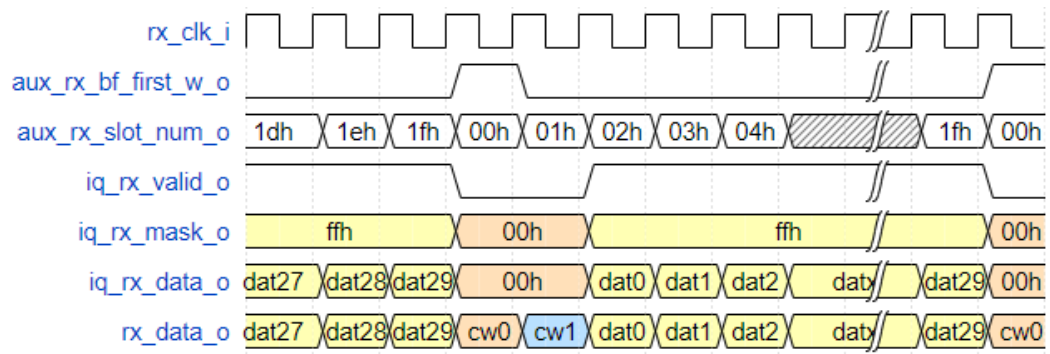 rx_clk_i
aux_rx_bf_first_w_o
aux_rx_slot_num_o 1dh 1eh 1fh 00h 01h 02h 03h 04h 1fh 00h
iq_rx_valid_o
iq_rx_mask_o ffh 00h ffh 00h
iq_rx_data_o dat27 dat28 dat29 00h dat0 dat1 dat2 datx dat29 00h
rx_data_o dat27 dat28 dat29 cw0 cw1 dat0 dat1 dat2 datx dat29 cw0